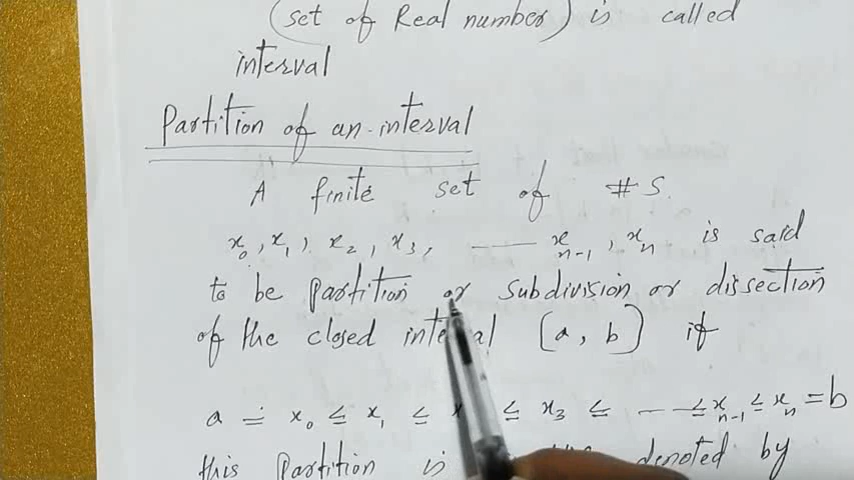 (set of Real number) is called
interval
Partition of an interval
A finite set of # S.
x₀, x₁, x₂, x₃, ------ xₙ₋₁, xₙ is said
to be partition or subdivision or dissection
of the closed interval [a, b] if
a = x₀ ≤ x₁ ≤ x ≤ x₃ ≤ --- ≤ xₙ₋₁ ≤ xₙ = b
this partition is denoted by